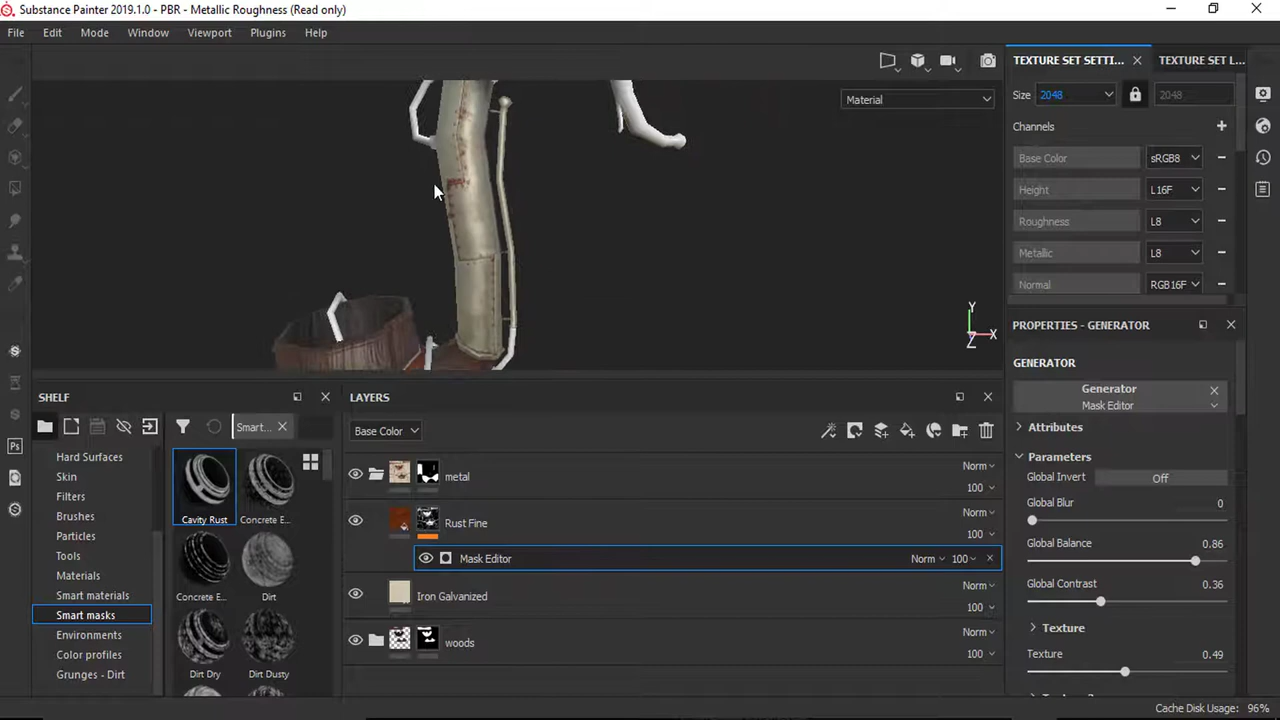 Substance Painter 2019.1.0 - PBR - Metallic Roughness (Read only)
File Edit Mode Window Viewport Plugins Help
Material
Y
X
Z
TEXTURE SET SETTI... TEXTURE SET L...
Size 2048 2048
Channels
Base Color sRGB8
Height L16F
Roughness L8
Metallic L8
Normal RGB16F
PROPERTIES - GENERATOR
GENERATOR
Generator
Mask Editor
Attributes
Parameters
Global Invert Off
Global Blur 0
Global Balance 0.86
Global Contrast 0.36
Texture
Texture 0.49
SHELF
Ps
Smart...
Hard Surfaces
Skin
Filters
Brushes
Particles
Tools
Materials
Smart materials
Smart masks
Environments
Color profiles
Grunges - Dirt
Cavity Rust Concrete E...
Concrete E... Dirt
Dirt Dry Dirt Dusty
LAYERS
Base Color
metal Norm 100
Rust Fine Norm 100
Mask Editor Norm 100
Iron Galvanized Norm 100
woods Norm 100
Cache Disk Usage: 96%